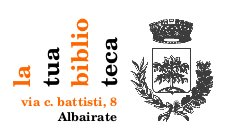 la
tua
biblio
teca
via c. battisti, 8
Albairate